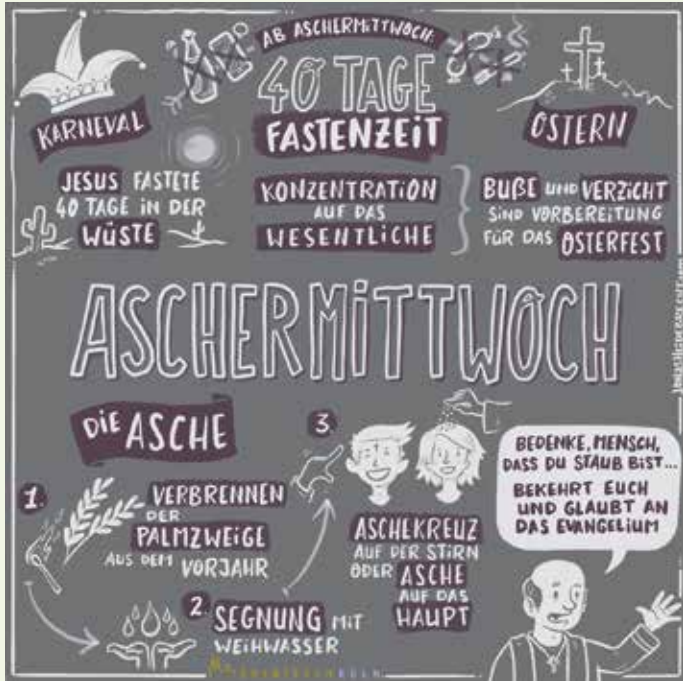 AB ASCHERMITTWOCH:
40 TAGE
FASTENZEIT
KARNEVAL
OSTERN
JESUS FASTETE
40 TAGE IN DER
WÜSTE
KONZENTRATION
AUF DAS
WESENTLICHE
BUßE UND VERZICHT
SIND VORBEREITUNG
FÜR DAS OSTERFEST
ASCHERMITTWOCH
DIE ASCHE
1.
VERBRENNEN
DER
PALMZWEIGE
AUS DEM VORJAHR
2.
SEGNUNG MIT
WEIHWASSER
3.
ASCHEKREUZ
AUF DER STIRN
ODER ASCHE
AUF DAS
HAUPT
BEDENKE, MENSCH,
DASS DU STAUB BIST...
BEKEHRT EUCH
UND GLAUBT AN
DAS EVANGELIUM